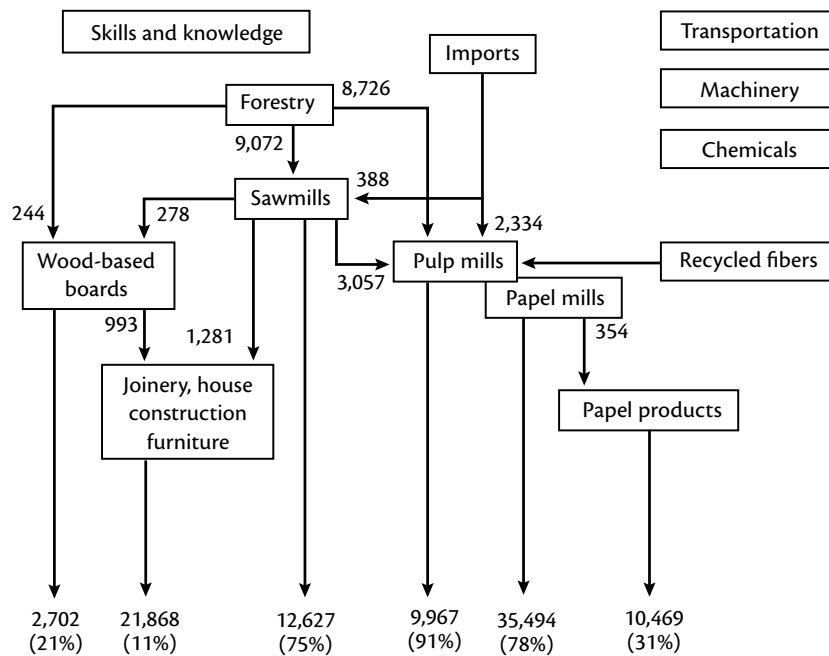 Skills and knowledge
Imports
Transportation
Machinery
Chemicals
Forestry
8,726
9,072
Sawmills
388
244
278
2,334
Wood-based
boards
3,057
Pulp mills
Recycled fibers
Papel mills
993
1,281
354
Joinery, house
construction
furniture
Papel products
2,702
(21%)
21,868
(11%)
12,627
(75%)
9,967
(91%)
35,494
(78%)
10,469
(31%)